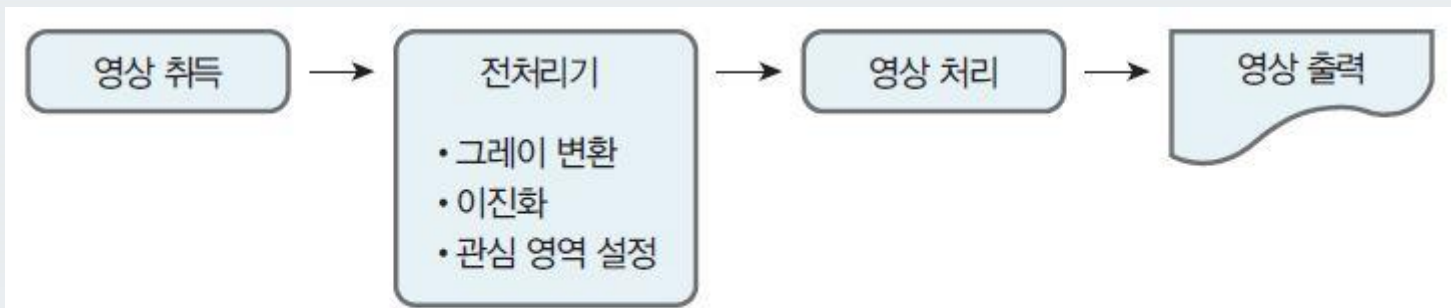 영상 취득
전처리기
• 그레이 변환
• 이진화
• 관심 영역 설정
영상 처리
영상 출력